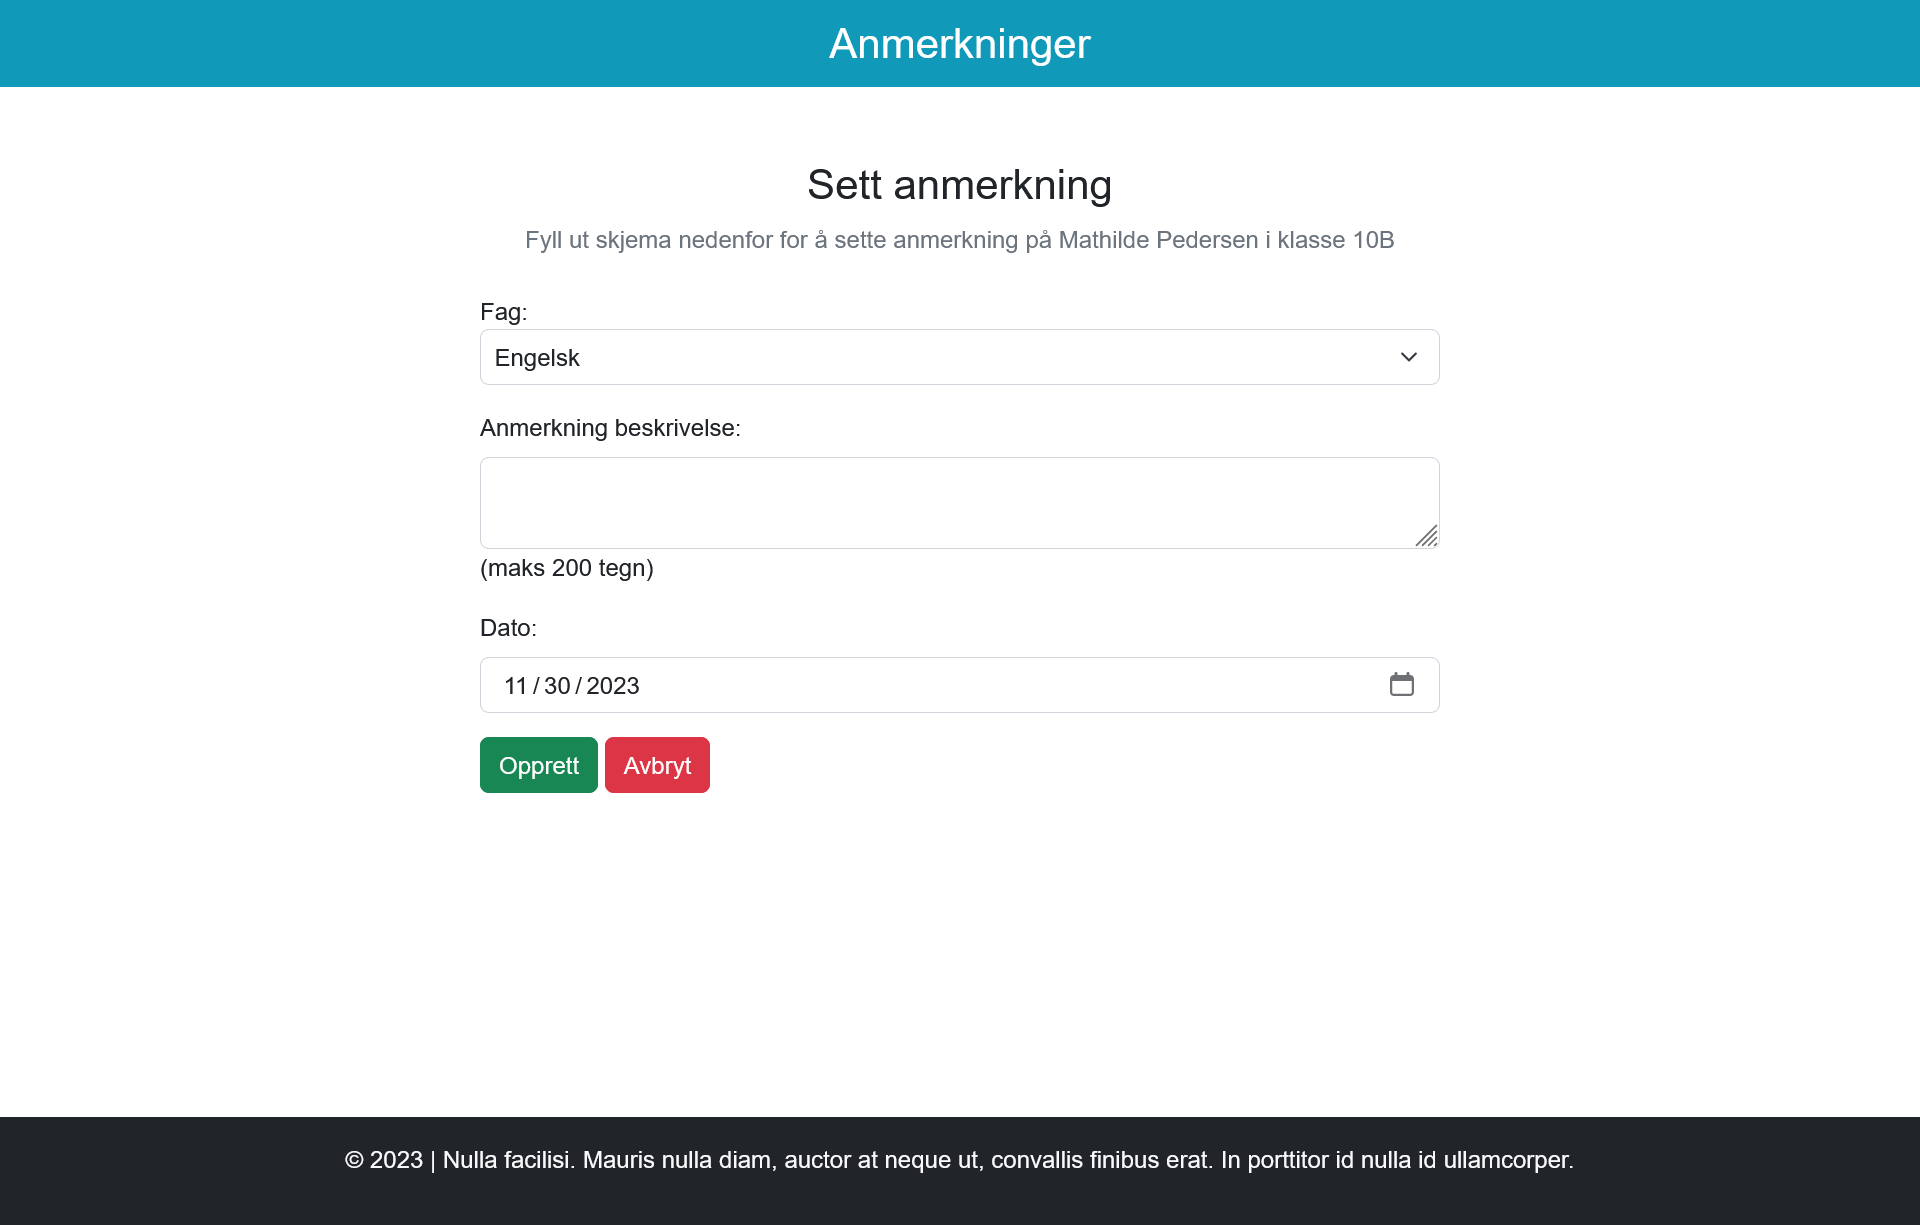 Anmerkninger
Sett anmerkning
Fyll ut skjema nedenfor for å sette anmerkning på Mathilde Pedersen i klasse 10B
Fag:
Engelsk
Anmerkning beskrivelse:
(maks 200 tegn)
Dato:
11/30/2023
Opprett Avbryt
© 2023 | Nulla facilisi. Mauris nulla diam, auctor at neque ut, convallis finibus erat. In porttitor id nulla id ullamcorper.